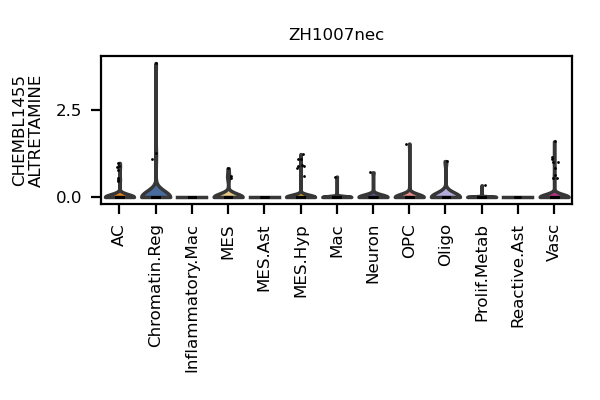 ZH1007nec
CHEMBL1455
ALTRETAMINE
2.5
0.0
AC
Chromatin.Reg
Inflammatory.Mac
MES
MES.Ast
MES.Hyp
Mac
Neuron
OPC
Oligo
Prolif.Metab
Reactive.Ast
Vasc